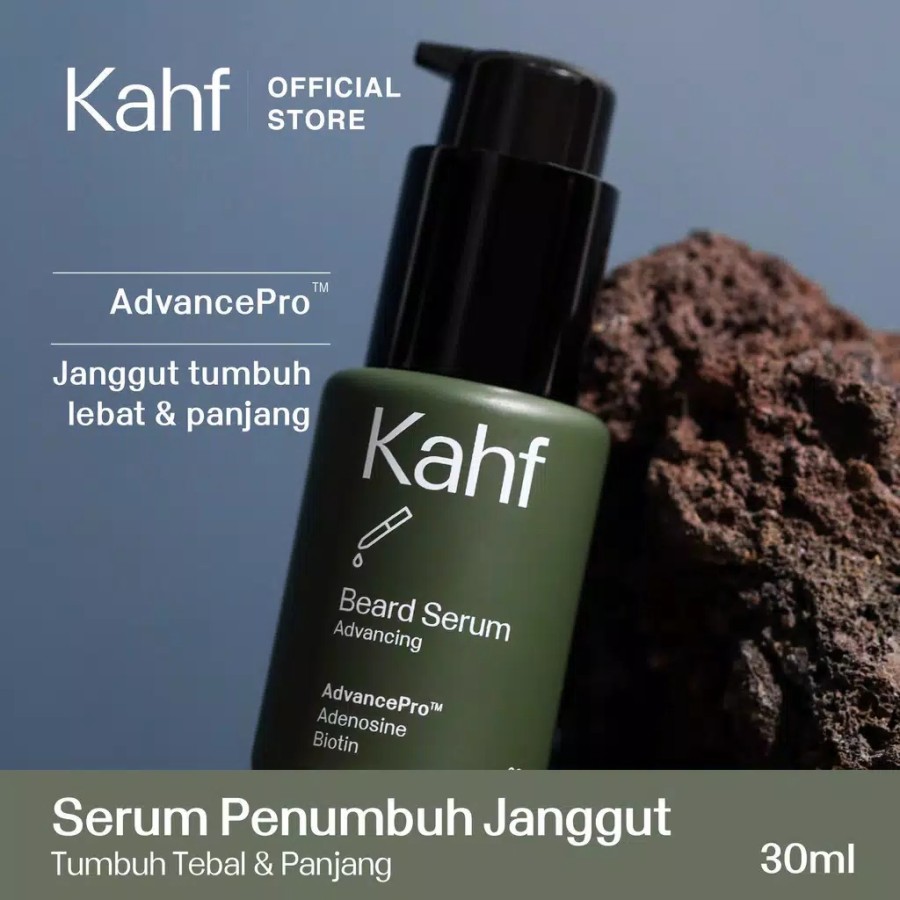 Kahf
OFFICIAL
STORE
AdvancePro™
Janggut tumbuh
lebat & panjang
Kahf
Beard Serum
Advancing
AdvancePro™
Adenosine
Biotin
Serum Penumbuh Janggut
Tumbuh Tebal & Panjang
30ml